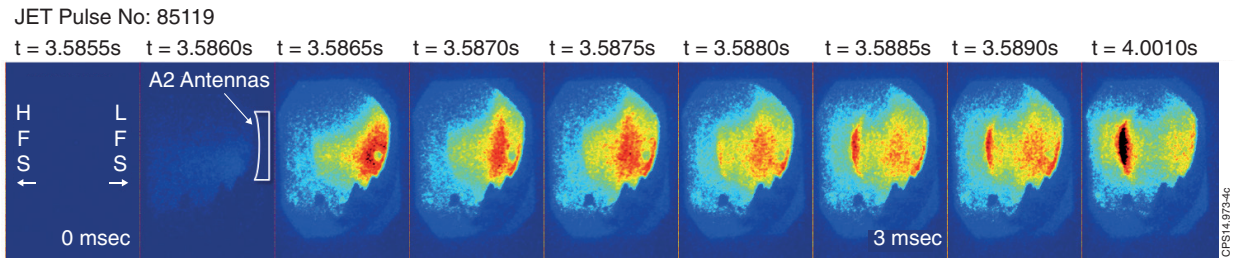 JET Pulse No: 85119
t = 3.5855s t = 3.5860s t = 3.5865s t = 3.5870s t = 3.5875s t = 3.5880s t = 3.5885s t = 3.5890s t = 4.0010s
A2 Antennas
H L
F F
S S
0 msec 3 msec
CPS14.973-4c